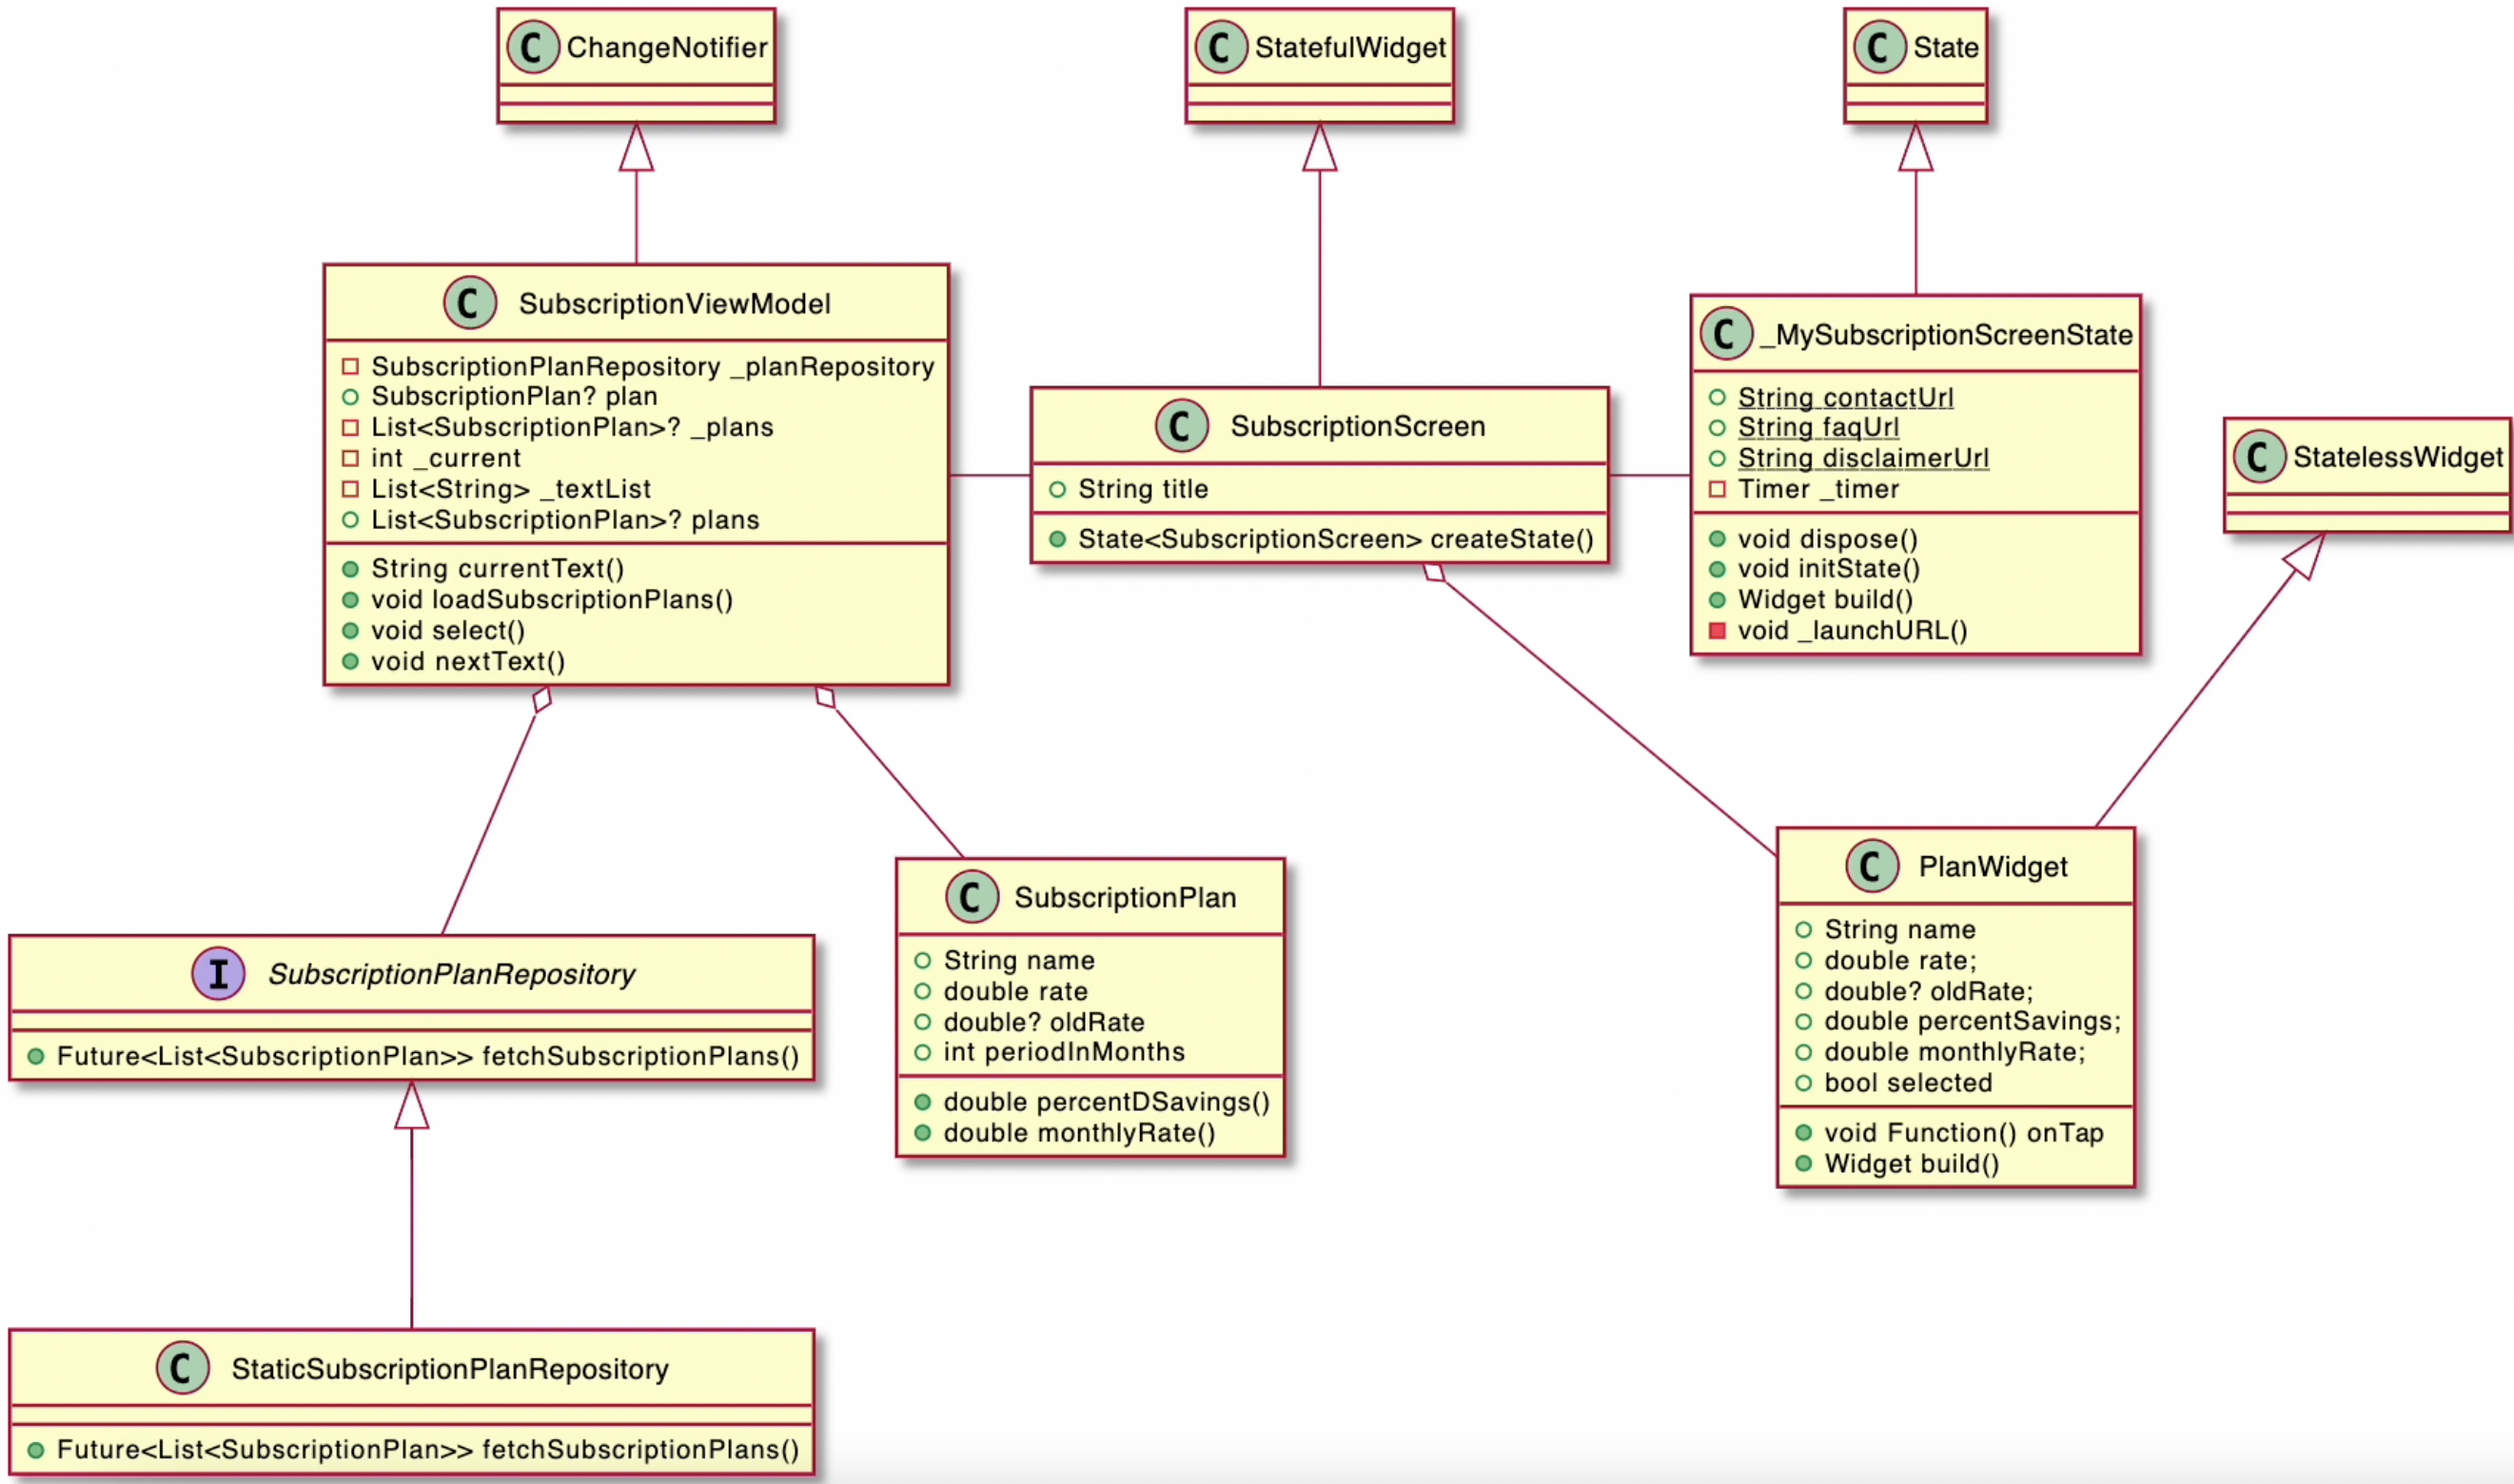 C ChangeNotifier
C StatefulWidget
C State
C SubscriptionViewModel
SubscriptionPlanRepository _planRepository
SubscriptionPlan? plan
List<SubscriptionPlan>? _plans
int _current
List<String> _textList
List<SubscriptionPlan>? plans
String currentText()
void loadSubscriptionPlans()
void select()
void nextText()
C SubscriptionScreen
String title
State<SubscriptionScreen> createState()
C _MySubscriptionScreenState
String contactUrl
String faqUrl
String disclaimerUrl
Timer _timer
void dispose()
void initState()
Widget build()
void _launchURL()
C StatelessWidget
I SubscriptionPlanRepository
Future<List<SubscriptionPlan>> fetchSubscriptionPlans()
C SubscriptionPlan
String name
double rate
double? oldRate
int periodInMonths
double percentDSavings()
double monthlyRate()
C PlanWidget
String name
double rate;
double? oldRate;
double percentSavings;
double monthlyRate;
bool selected
void Function() onTap
Widget build()
C StaticSubscriptionPlanRepository
Future<List<SubscriptionPlan>> fetchSubscriptionPlans()